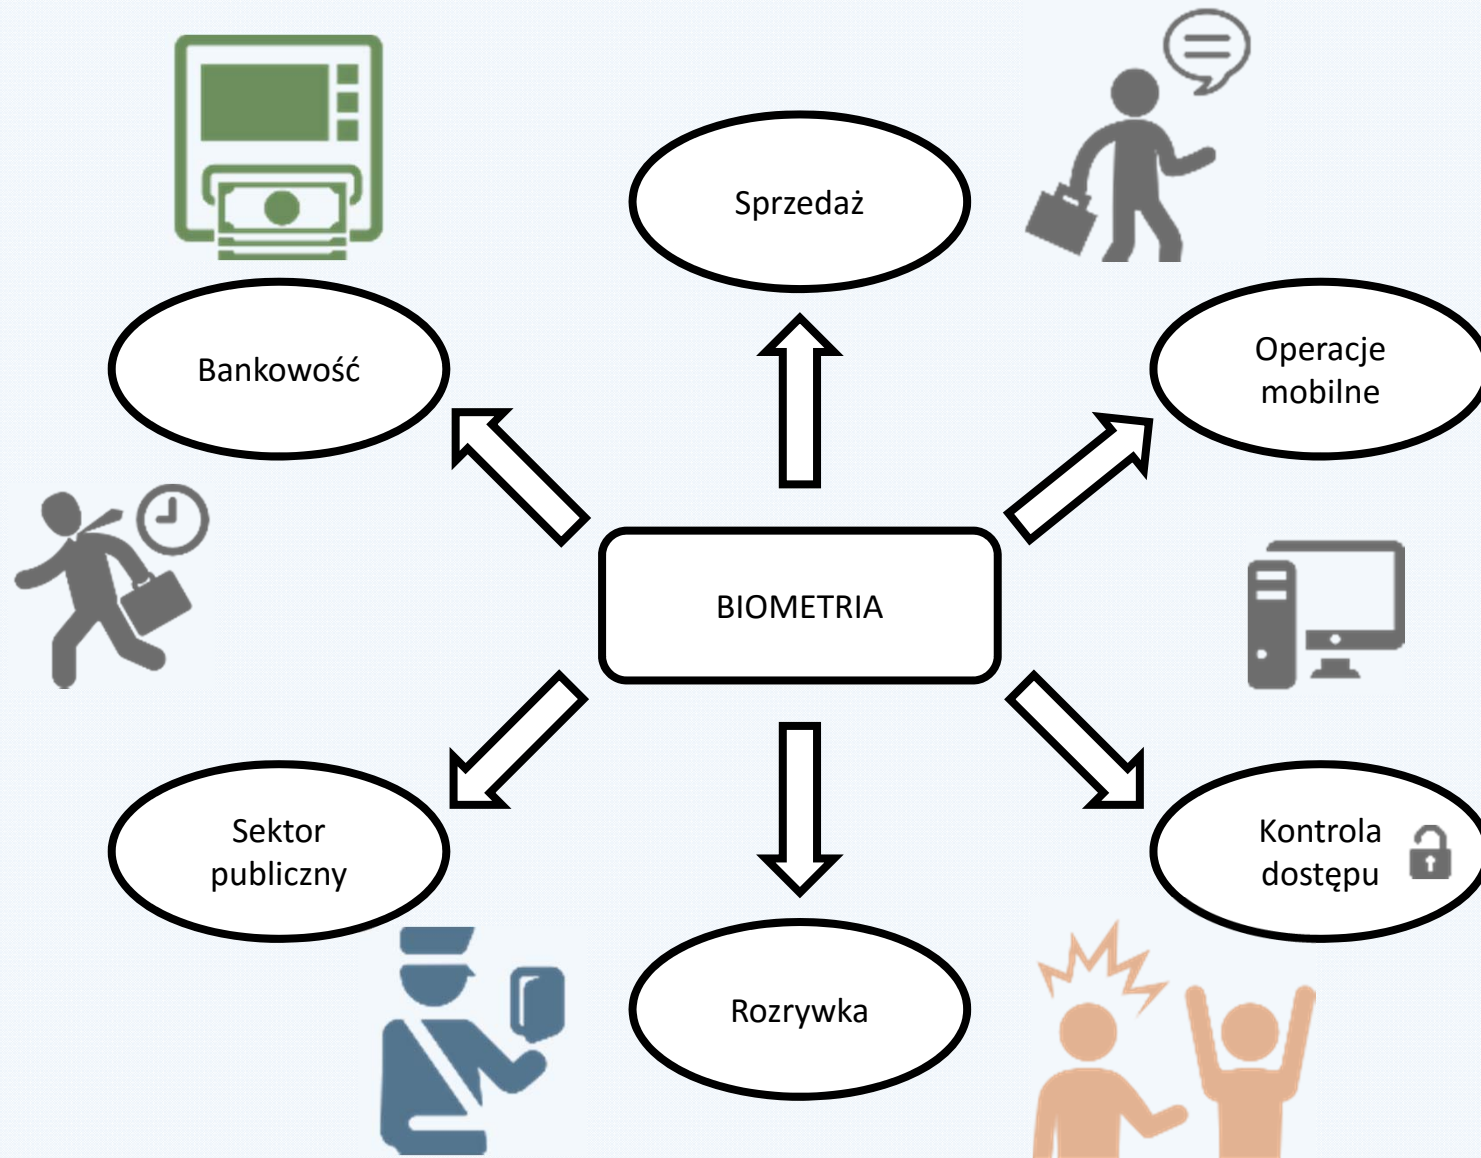 Sprzedaż
Bankowość
Operacje
mobilne
BIOMETRIA
Sektor
publiczny
Kontrola
dostępu
Rozrywka